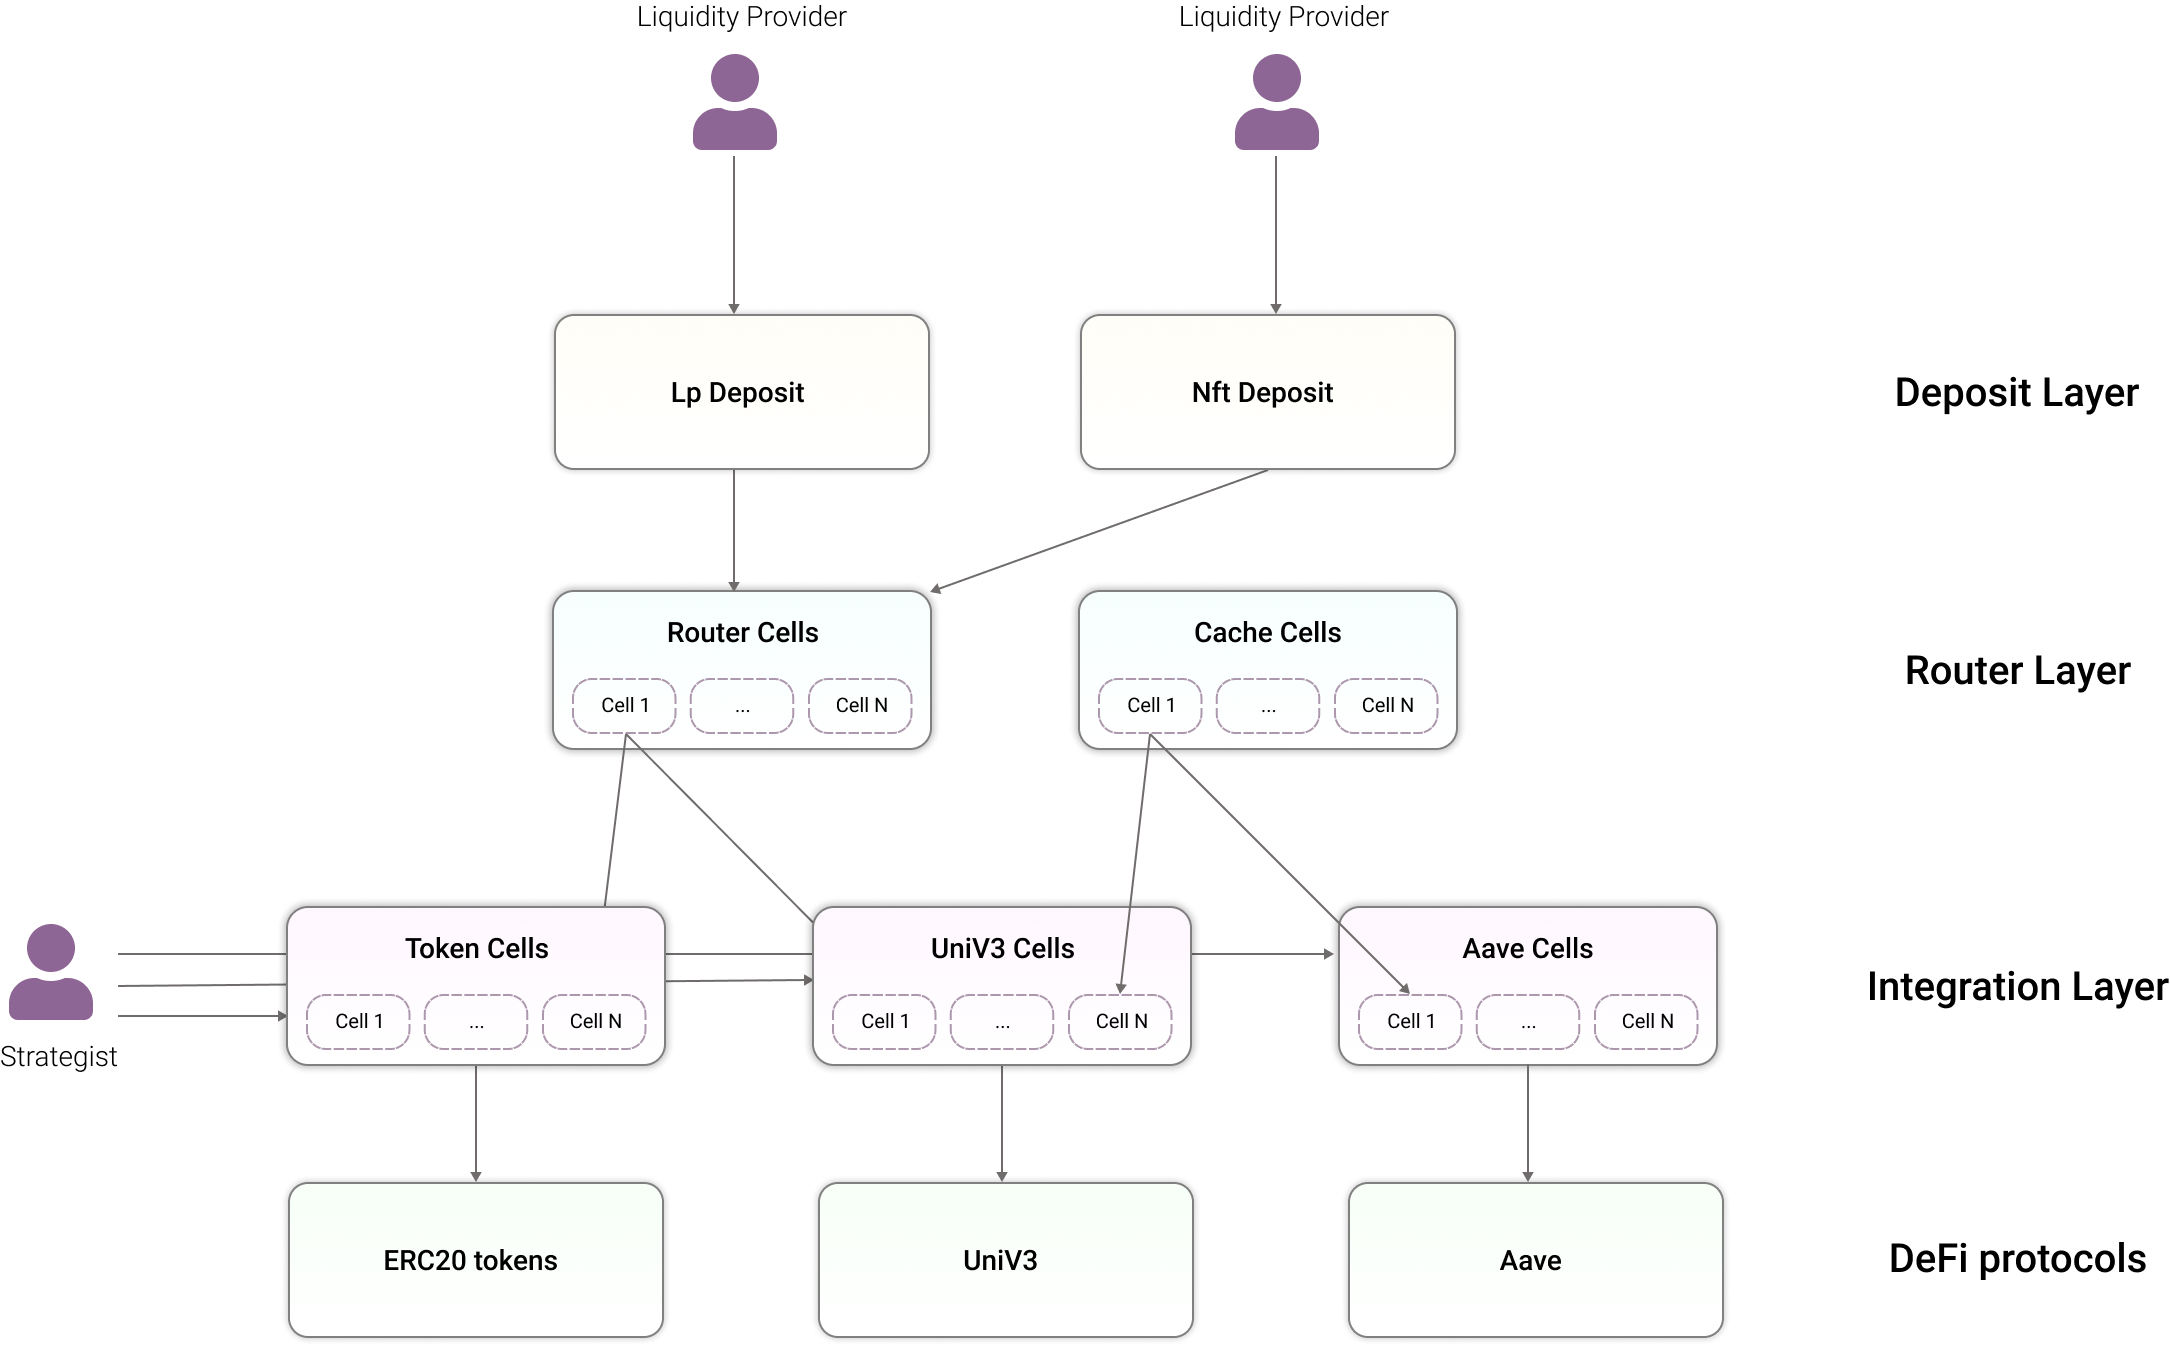 Liquidity Provider
Liquidity Provider
Lp Deposit
Nft Deposit
Deposit Layer
Router Cells
Cell 1
...
Cell N
Cache Cells
Cell 1
...
Cell N
Router Layer
Strategist
Token Cells
Cell 1
...
Cell N
UniV3 Cells
Cell 1
...
Cell N
Aave Cells
Cell 1
...
Cell N
Integration Layer
ERC20 tokens
UniV3
Aave
DeFi protocols